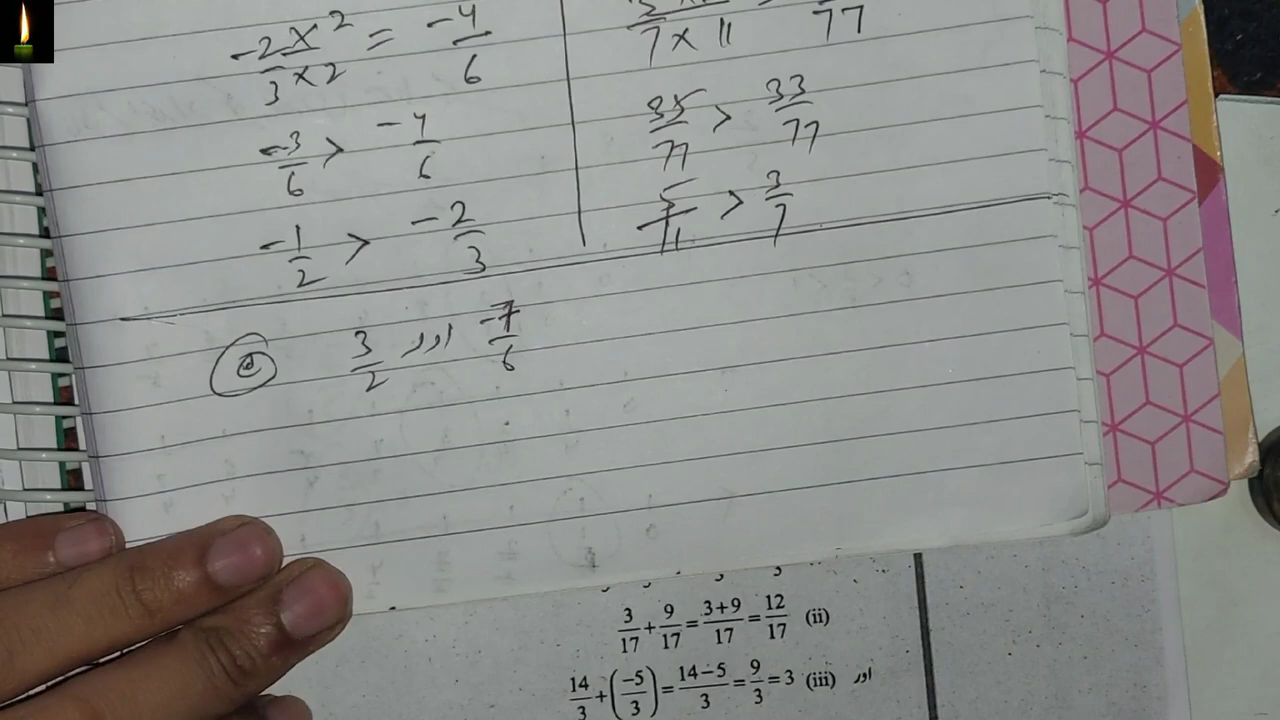 -2×2/3×2 = -4/6
-3/6 > -4/6
-1/2 > -2/3
7×11 77
35/77 > 33/77
5/11 > 3/7
3/2 اور -7/6
3/17 + 9/17 = 3+9/17 = 12/17 (ii)
14/3 + (-5/3) = 14-5/3 = 9/3 = 3 (iii) اور